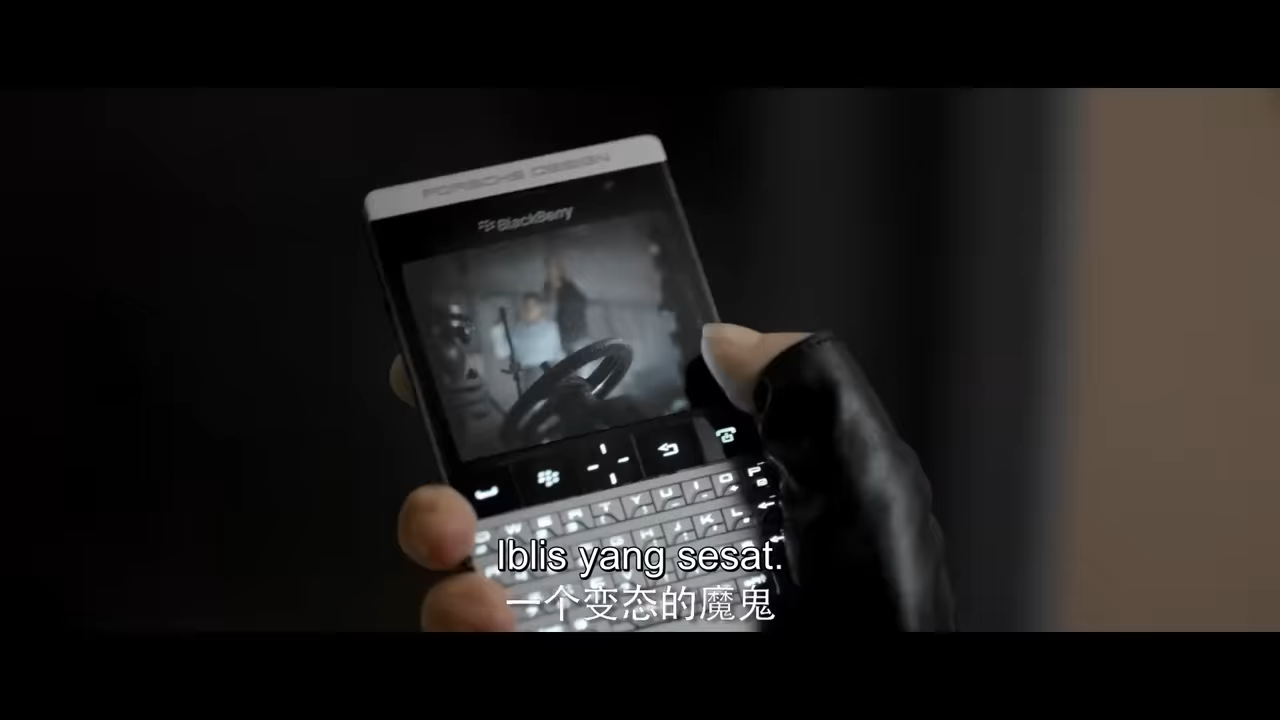 PORSCHE DESIGN
BlackBerry
Iblis yang sesat.
一个变态的魔鬼